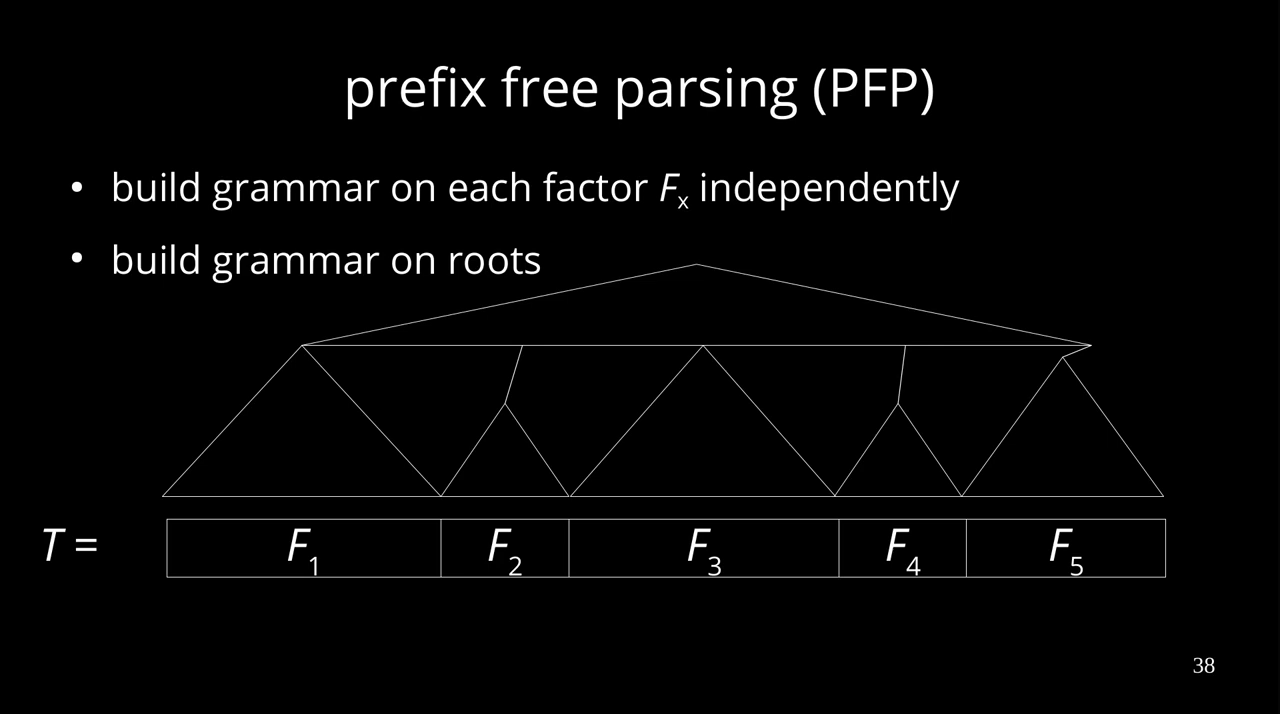 prefix free parsing (PFP)
• build grammar on each factor Fx independently
• build grammar on roots
T = F1 F2 F3 F4 F5
38